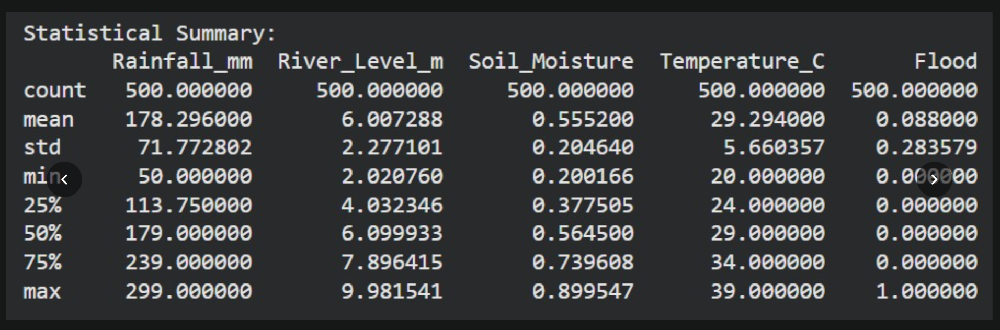 Statistical Summary:
Rainfall_mm River_Level_m Soil_Moisture Temperature_C Flood
count 500.000000 500.000000 500.000000 500.000000 500.000000
mean 178.296000 6.007288 0.555200 29.294000 0.088000
std 71.772802 2.277101 0.204640 5.660357 0.283579
min 50.000000 2.020760 0.200166 20.000000 0.000000
25% 113.750000 4.032346 0.377505 24.000000 0.000000
50% 179.000000 6.099933 0.564500 29.000000 0.000000
75% 239.000000 7.896415 0.739608 34.000000 0.000000
max 299.000000 9.981541 0.899547 39.000000 1.000000